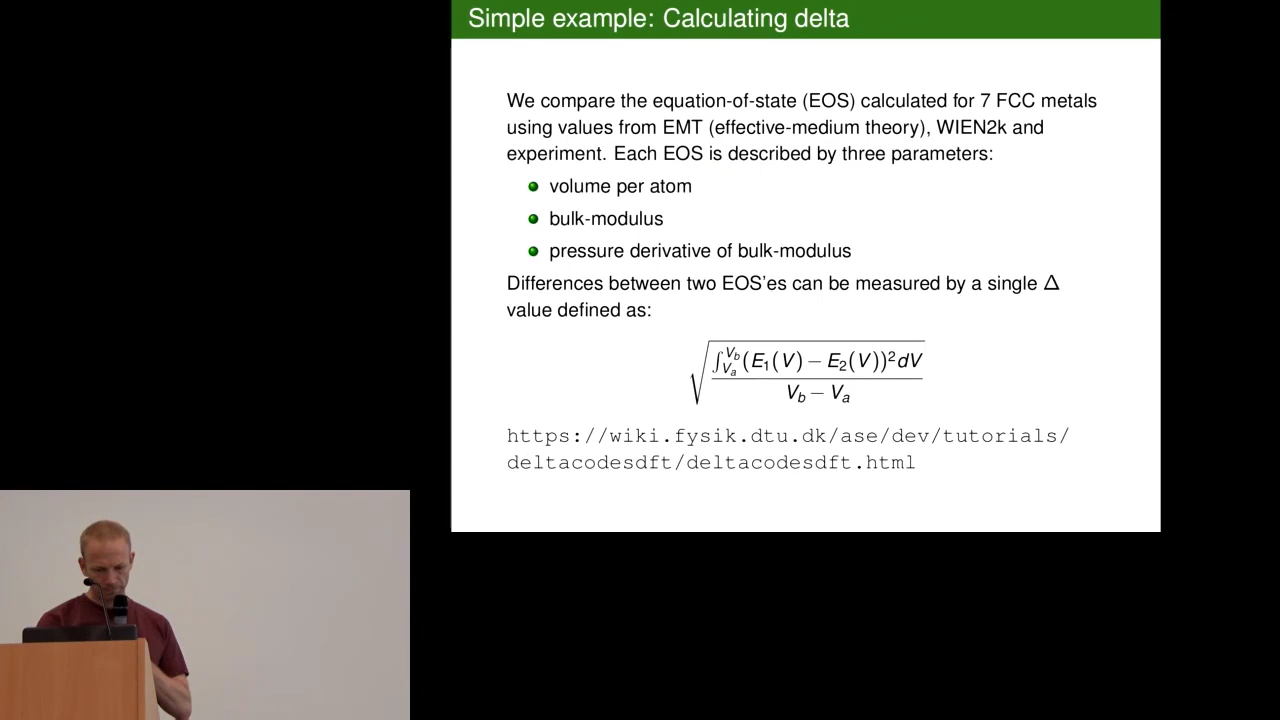 Simple example: Calculating delta
We compare the equation-of-state (EOS) calculated for 7 FCC metals
using values from EMT (effective-medium theory), WIEN2k and
experiment. Each EOS is described by three parameters:
volume per atom
bulk-modulus
pressure derivative of bulk-modulus
Differences between two EOS'es can be measured by a single Δ
value defined as:
√(∫_{V_a}^{V_b}(E_1(V) − E_2(V))^2 dV / (V_b − V_a))
https://wiki.fysik.dtu.dk/ase/dev/tutorials/
deltacodesdft/deltacodesdft.html